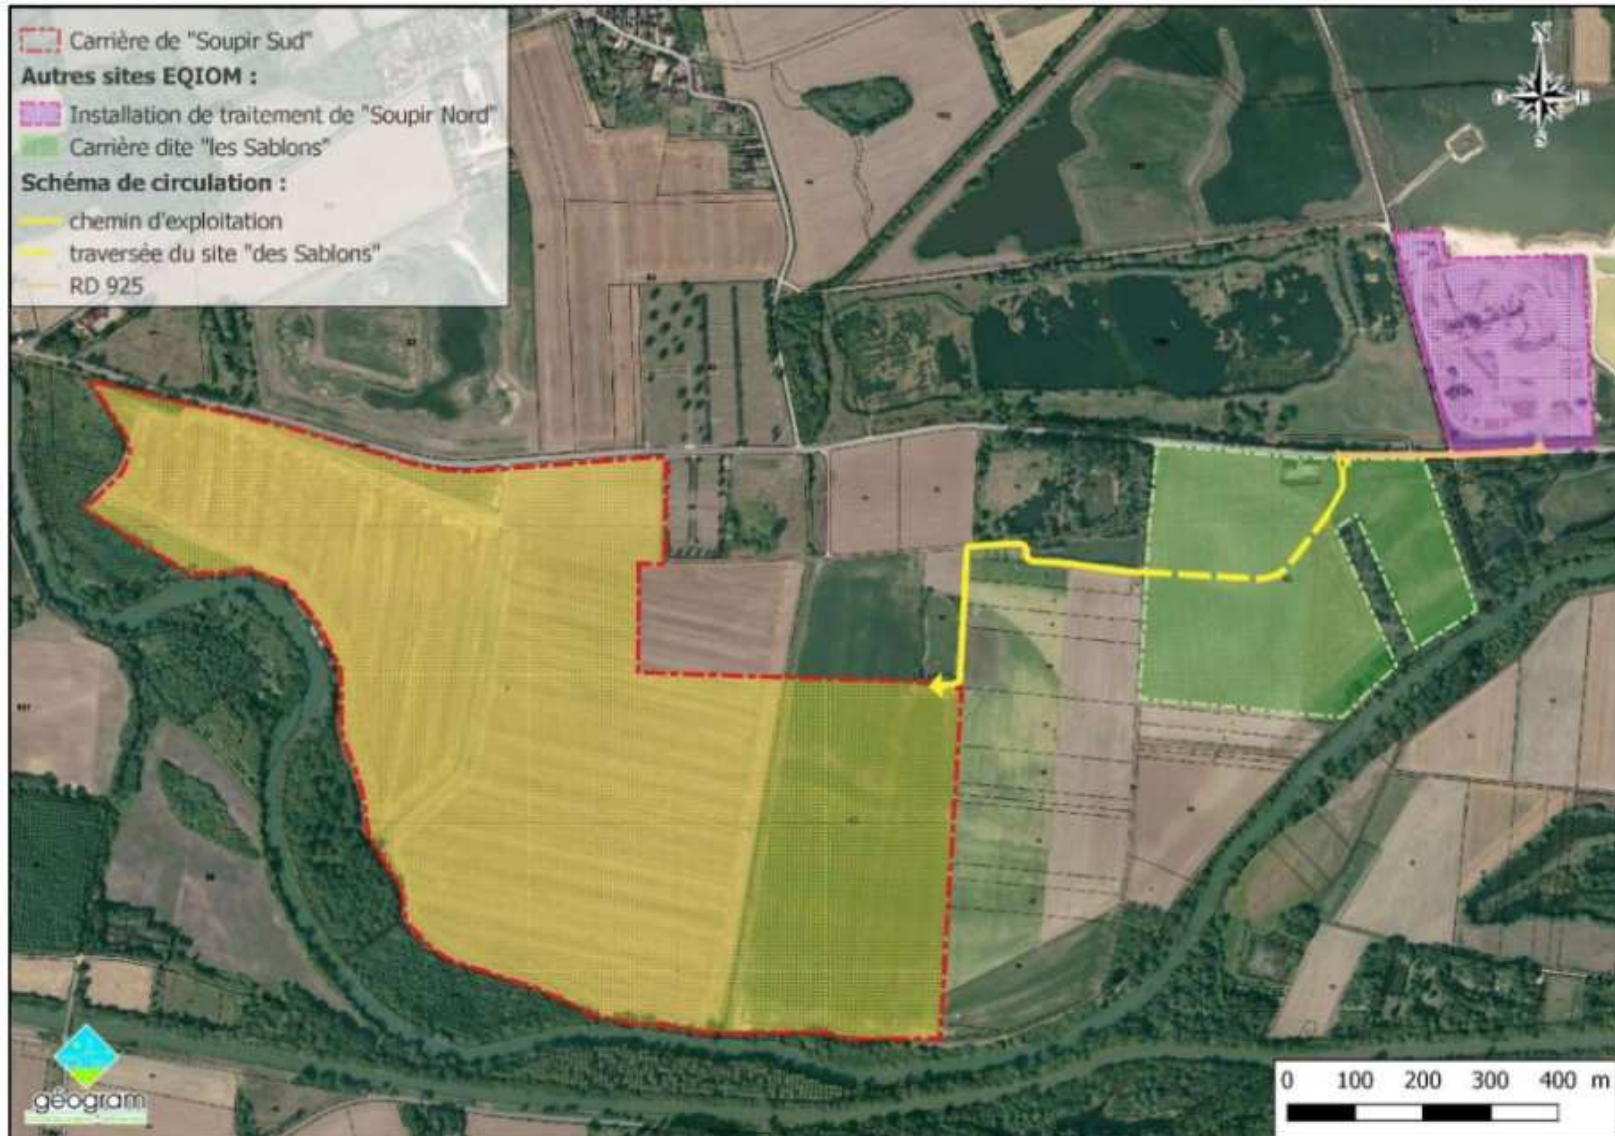 Carrière de "Soupir Sud"
Autres sites EQIOM :
Installation de traitement de "Soupir Nord"
Carrière dite "les Sablons"
Schéma de circulation :
chemin d'exploitation
traversée du site "des Sablons"
RD 925
N
géogram
0 100 200 300 400 m